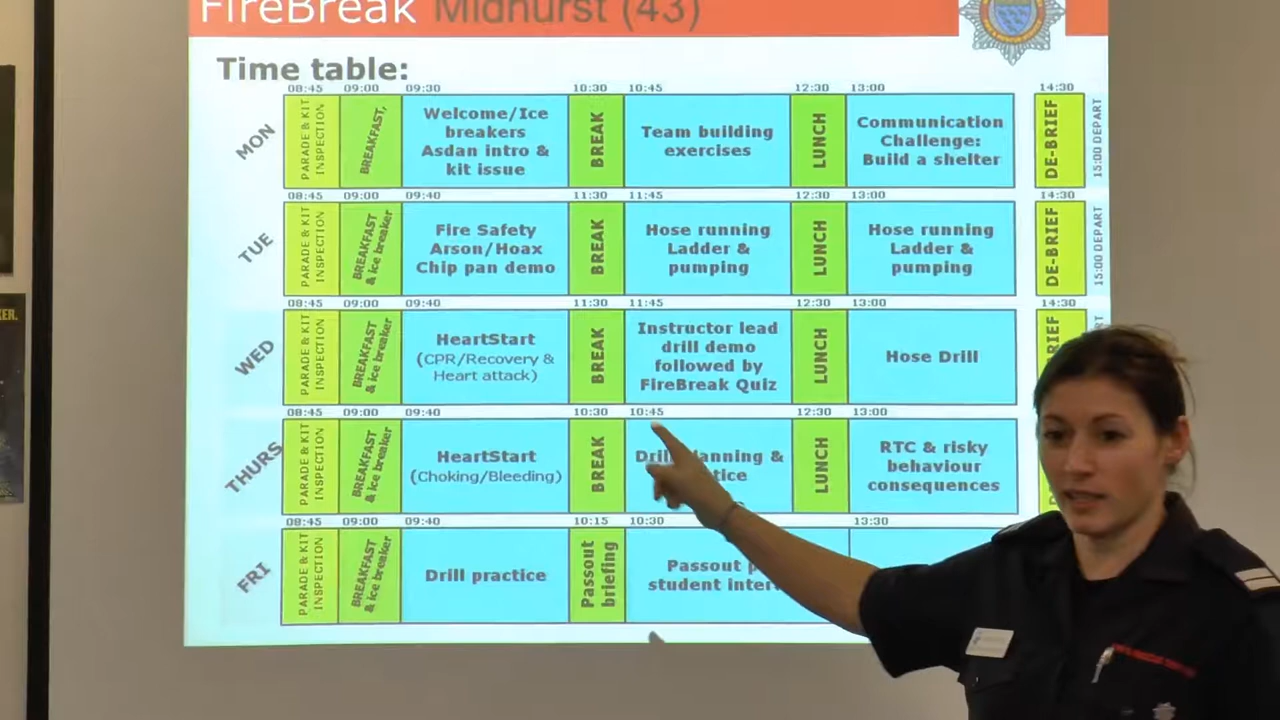 FireBreak Midhurst (43)
Time table:
08:45 09:00 09:30 10:30 10:45 12:30 13:00 14:30
MON
PARADE & KIT
INSPECTION
BREAKFAST,
Welcome/Ice
breakers
Asdan intro &
kit issue
BREAK
Team building
exercises
LUNCH
Communication
Challenge:
Build a shelter
DE-BRIEF
15:00 DEPART
08:45 09:00 09:40 11:30 11:45 12:30 13:00 14:30
TUE
PARADE & KIT
INSPECTION
BREAKFAST
& ice breaker
Fire Safety
Arson/Hoax
Chip pan demo
BREAK
Hose running
Ladder &
pumping
LUNCH
Hose running
Ladder &
pumping
DE-BRIEF
15:00 DEPART
08:45 09:00 09:40 11:30 11:45 12:30 13:00 14:30
WED
PARADE & KIT
INSPECTION
BREAKFAST
& ice breaker
HeartStart
(CPR/Recovery &
Heart attack)
BREAK
Instructor lead
drill demo
followed by
FireBreak Quiz
LUNCH
Hose Drill
08:45 09:00 09:40 10:30 10:45 12:30 13:00
THURS
PARADE & KIT
INSPECTION
BREAKFAST
& ice breaker
HeartStart
(Choking/Bleeding)
BREAK
&
LUNCH
RTC & risky
behaviour
consequences
08:45 09:00 09:40 10:15 10:30 13:30
FRI
PARADE & KIT
INSPECTION
BREAKFAST
& ice breaker
Drill practice
Passout
briefing
Passout
student